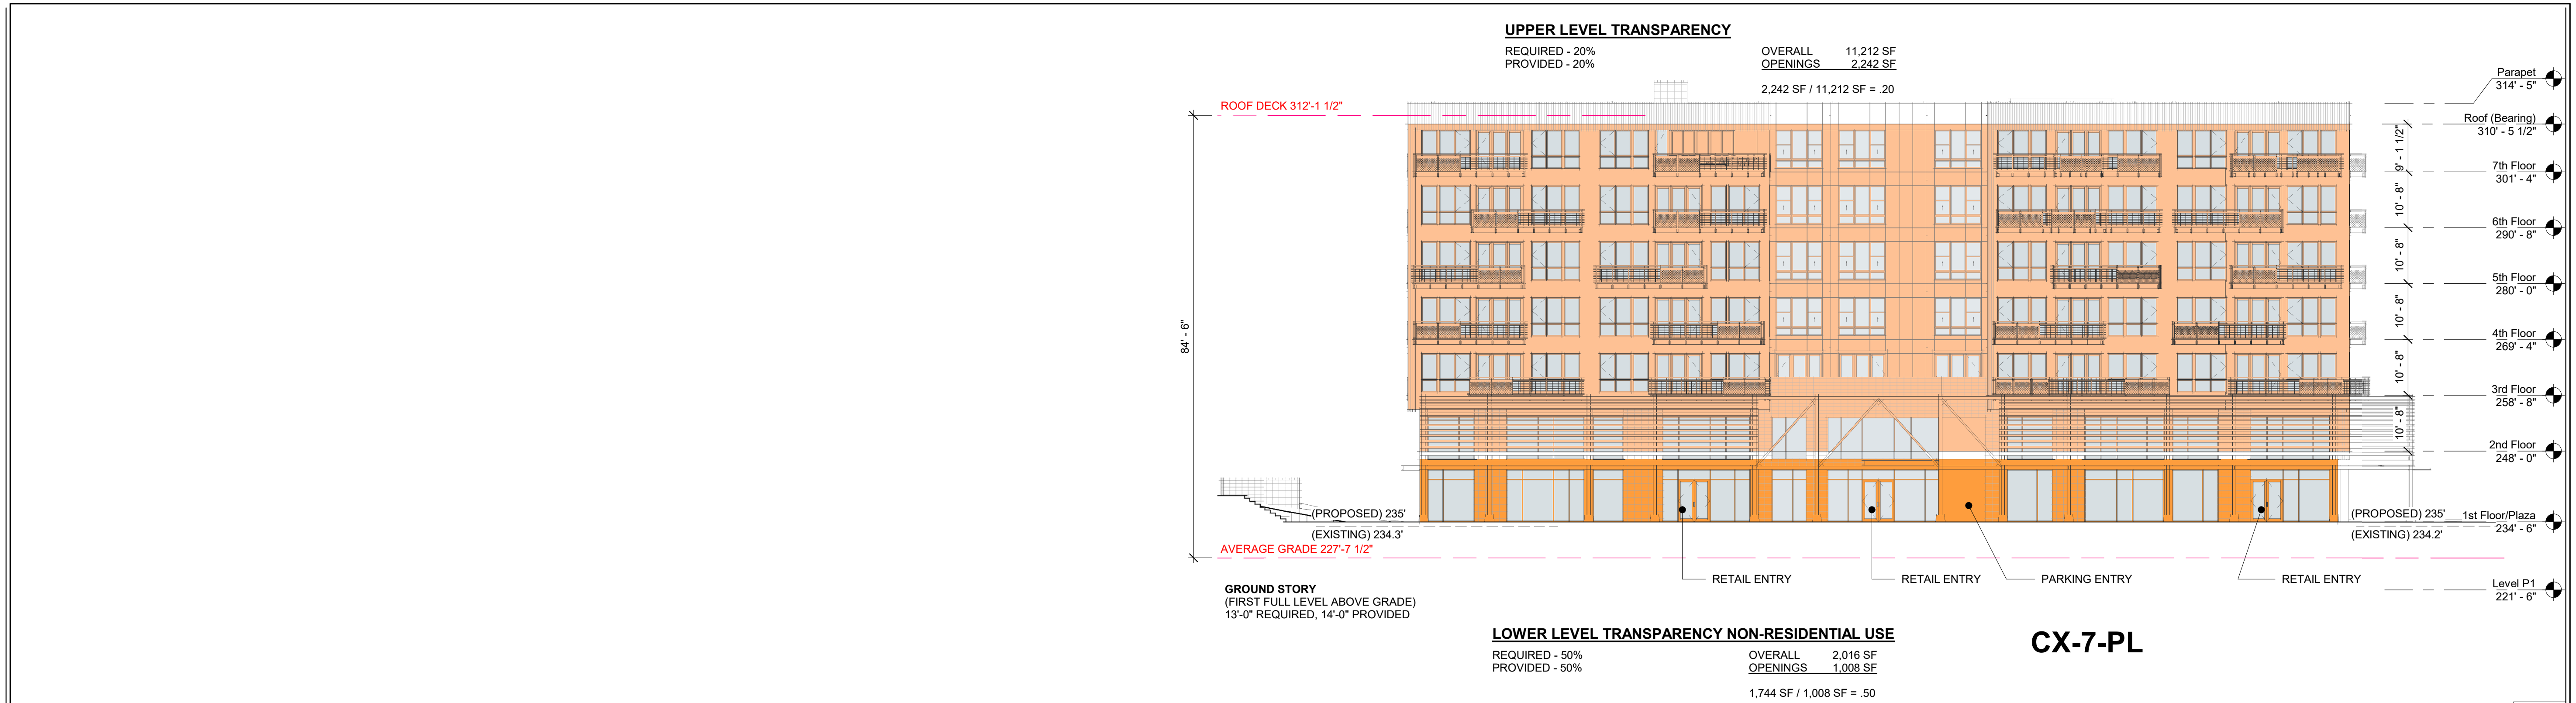 UPPER LEVEL TRANSPARENCY
REQUIRED - 20%
PROVIDED - 20%
OVERALL 11,212 SF
OPENINGS 2,242 SF
2,242 SF / 11,212 SF = .20
ROOF DECK 312'-1 1/2"
Parapet
314' - 5"
Roof (Bearing)
310' - 5 1/2"
9' - 1 1/2"
7th Floor
301' - 4"
10' - 8"
6th Floor
290' - 8"
10' - 8"
5th Floor
280' - 0"
10' - 8"
4th Floor
269' - 4"
10' - 8"
3rd Floor
258' - 8"
10' - 8"
2nd Floor
248' - 0"
84' - 6"
(PROPOSED) 235'
(EXISTING) 234.3'
(PROPOSED) 235'
(EXISTING) 234.2'
1st Floor/Plaza
234' - 6"
AVERAGE GRADE 227'-7 1/2"
RETAIL ENTRY
RETAIL ENTRY
PARKING ENTRY
RETAIL ENTRY
Level P1
221' - 6"
GROUND STORY
(FIRST FULL LEVEL ABOVE GRADE)
13'-0" REQUIRED, 14'-0" PROVIDED
LOWER LEVEL TRANSPARENCY NON-RESIDENTIAL USE
REQUIRED - 50%
PROVIDED - 50%
OVERALL 2,016 SF
OPENINGS 1,008 SF
1,744 SF / 1,008 SF = .50
CX-7-PL